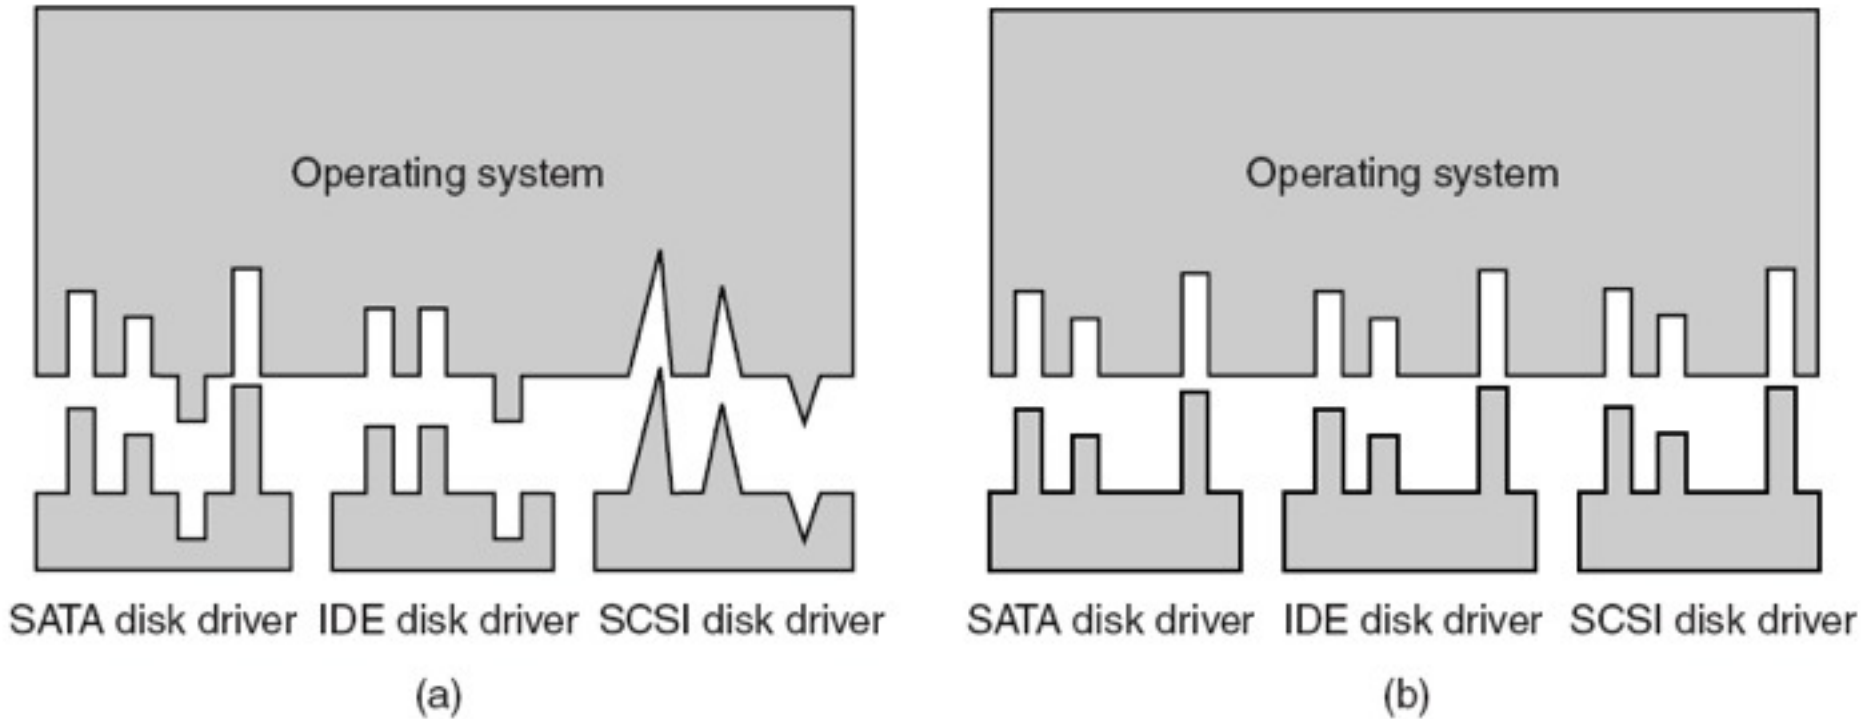 Operating system
SATA disk driver IDE disk driver SCSI disk driver
(a)
Operating system
SATA disk driver IDE disk driver SCSI disk driver
(b)